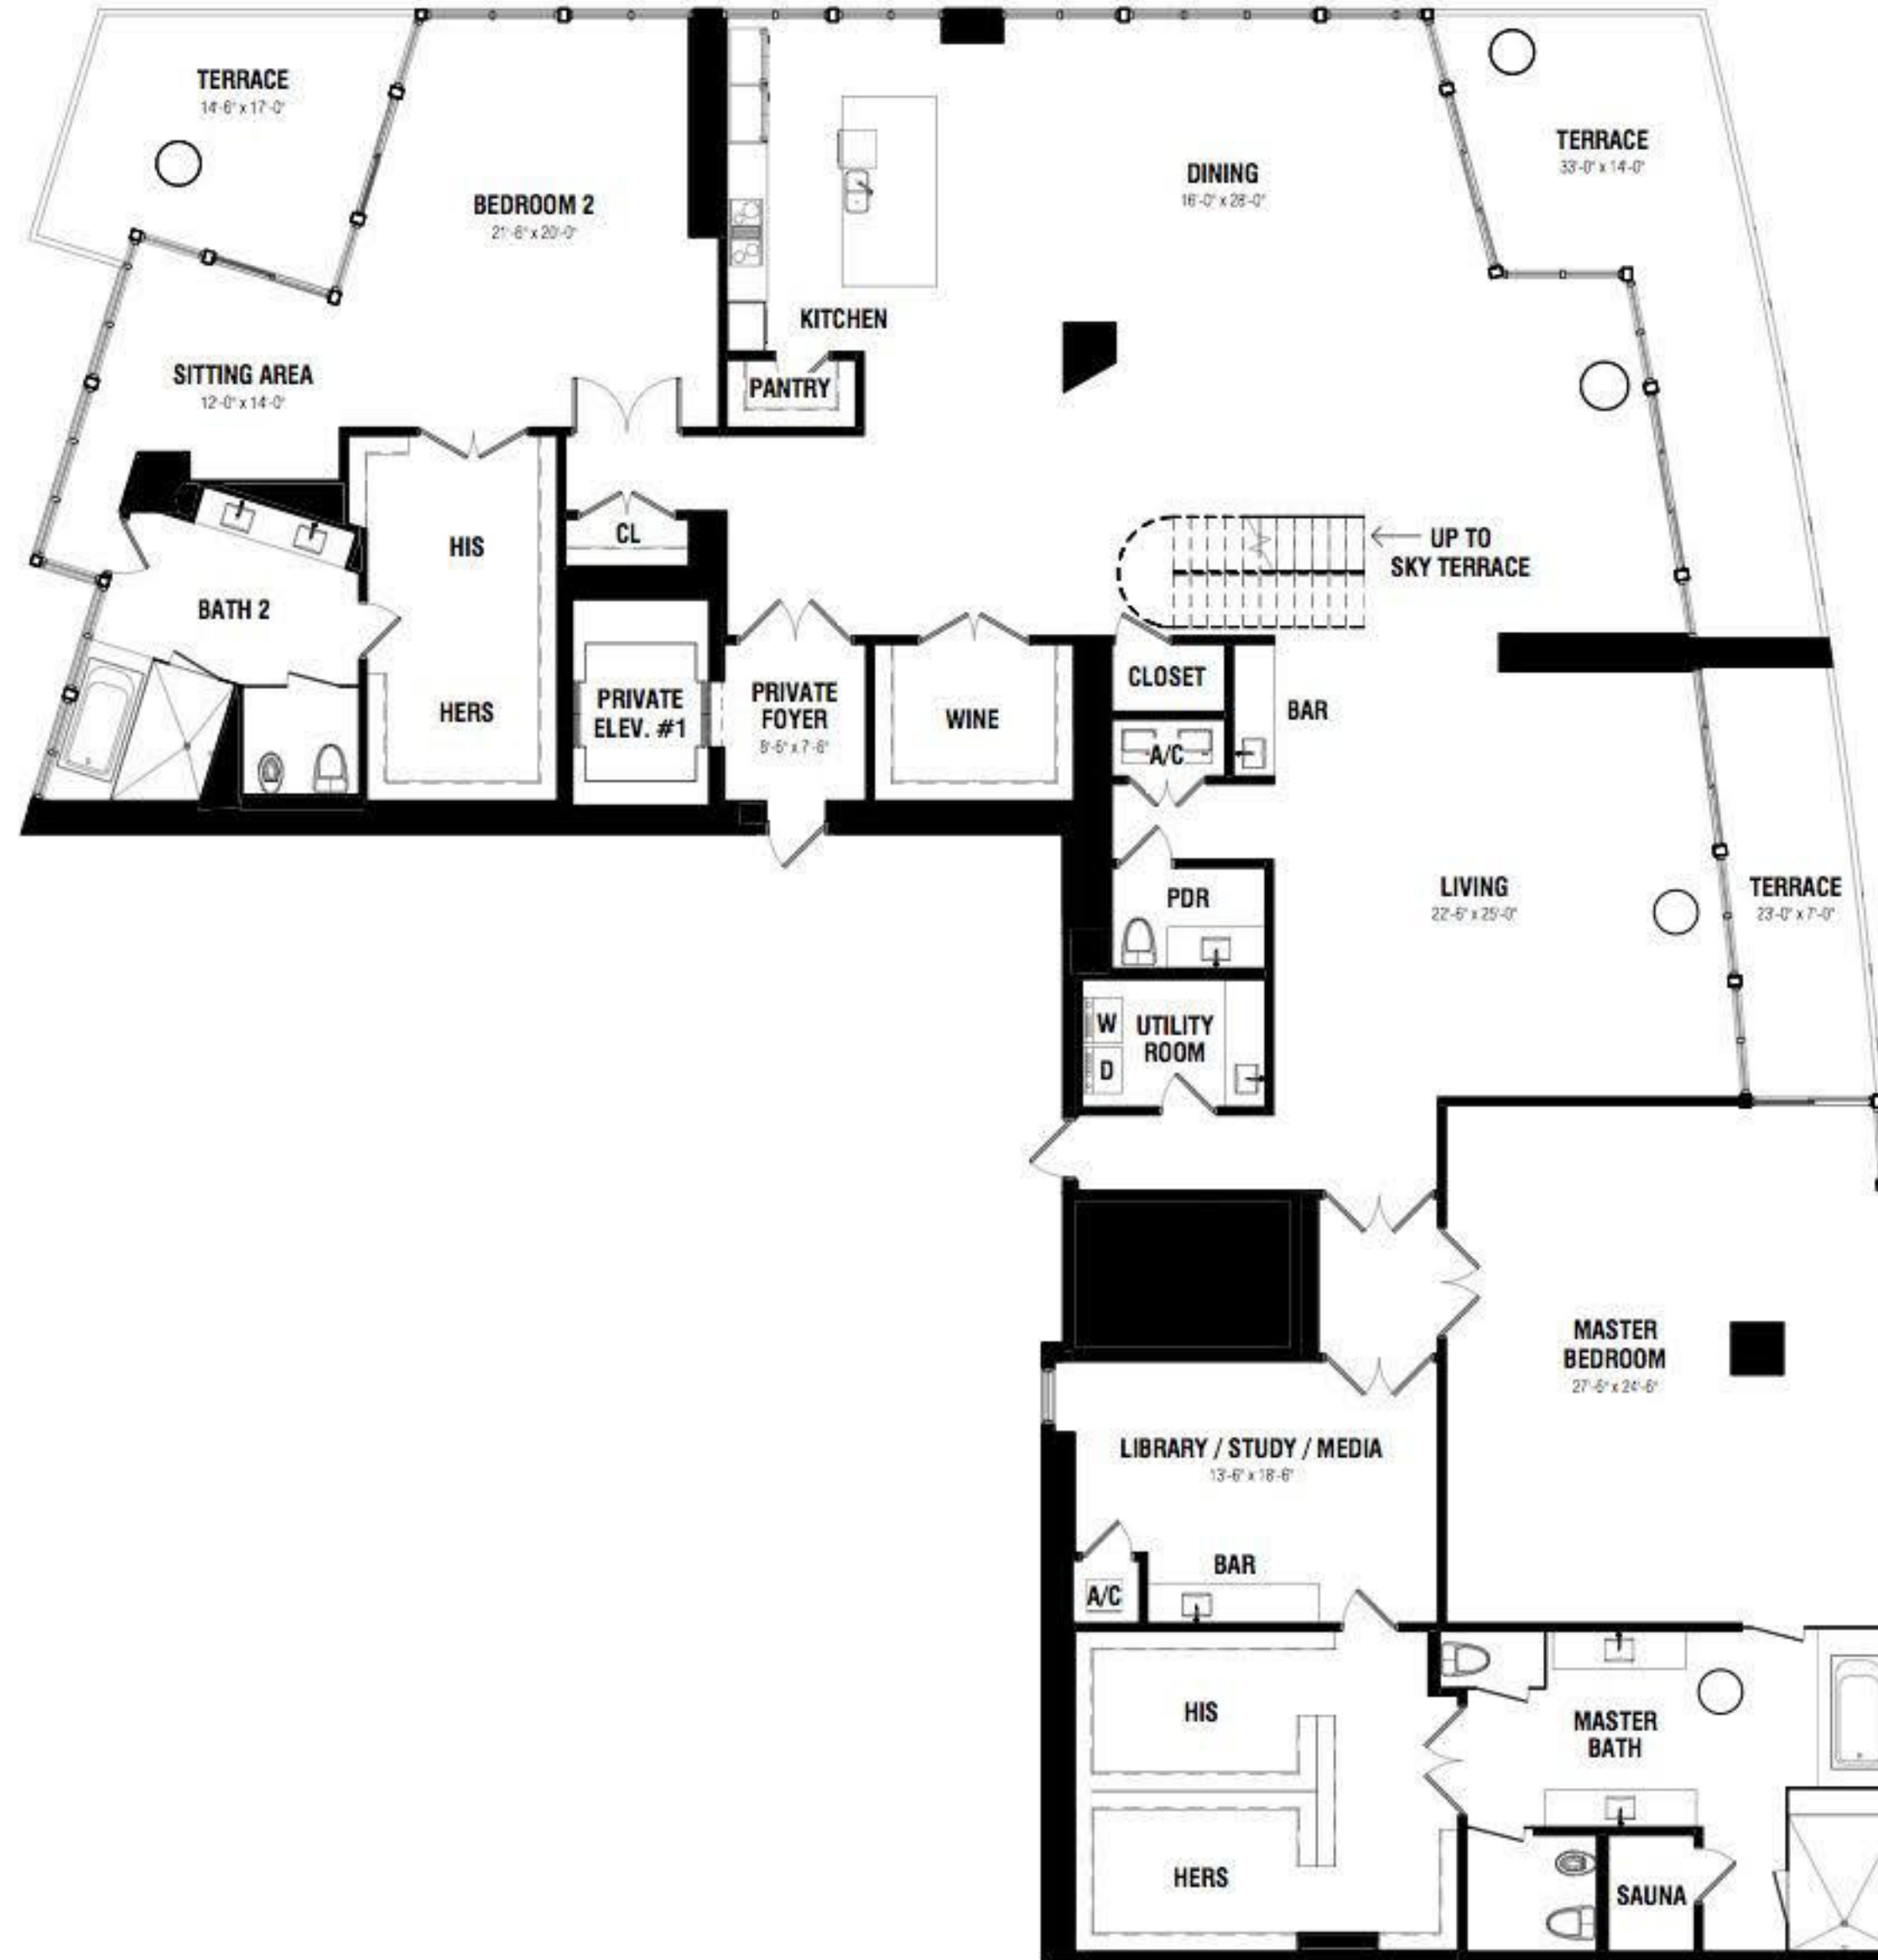 TERRACE
14'-6" x 17'-0"
TERRACE
33'-0" x 14'-0"
BEDROOM 2
21'-6" x 20'-0"
DINING
16'-0" x 28'-0"
KITCHEN
SITTING AREA
12'-0" x 14'-0"
PANTRY
CL
HIS
UP TO
SKY TERRACE
BATH 2
HERS
PRIVATE
ELEV. #1
PRIVATE
FOYER
8'-6" x 7'-6"
WINE
CLOSET
BAR
A/C
PDR
LIVING
22'-6" x 25'-0"
TERRACE
23'-0" x 7'-0"
W
D
UTILITY
ROOM
MASTER
BEDROOM
27'-6" x 24'-6"
LIBRARY / STUDY / MEDIA
13'-6" x 18'-6"
BAR
A/C
HIS
MASTER
BATH
HERS
SAUNA